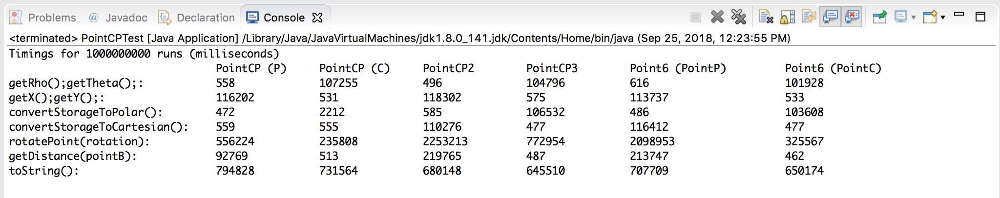 Problems @ Javadoc Declaration Console
<terminated> PointCPTest [Java Application] /Library/Java/JavaVirtualMachines/jdk1.8.0_141.jdk/Contents/Home/bin/java (Sep 25, 2018, 12:23:55 PM)
Timings for 1000000000 runs (milliseconds)
PointCP (P) PointCP (C) PointCP2 PointCP3 Point6 (PointP) Point6 (PointC)
getRho();getTheta();: 558 107255 496 104796 616 101928
getX();getY();: 116202 531 118302 575 113737 533
convertStorageToPolar(): 472 2212 585 106532 486 103608
convertStorageToCartesian(): 559 555 110276 477 116412 477
rotatePoint(rotation): 556224 235808 2253213 772954 2098953 325567
getDistance(pointB): 92769 513 219765 487 213747 462
toString(): 794828 731564 680148 645510 707709 650174